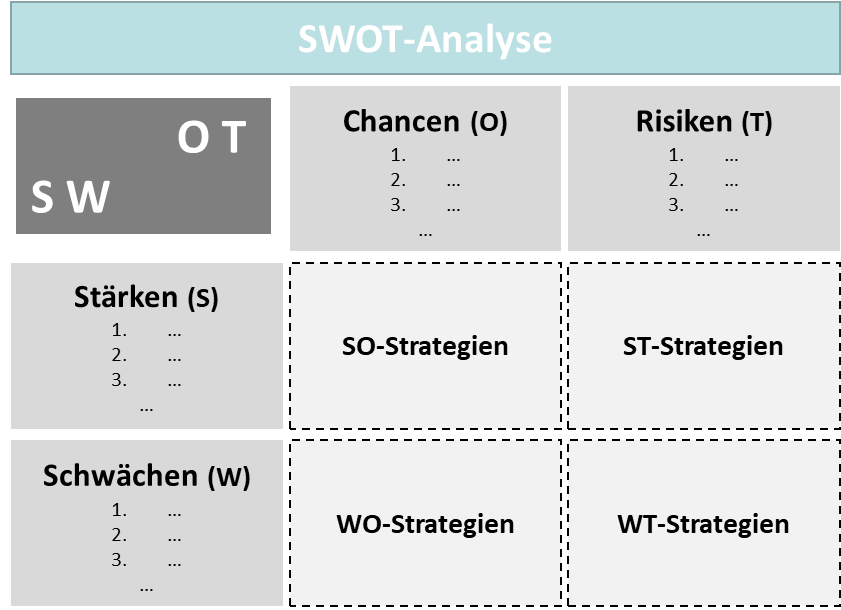 SWOT-Analyse
O T
S W
Chancen (O)
1. ...
2. ...
3. ...
...
Risiken (T)
1. ...
2. ...
3. ...
...
Stärken (S)
1. ...
2. ...
3. ...
...
SO-Strategien
ST-Strategien
Schwächen (W)
1. ...
2. ...
3. ...
...
WO-Strategien
WT-Strategien